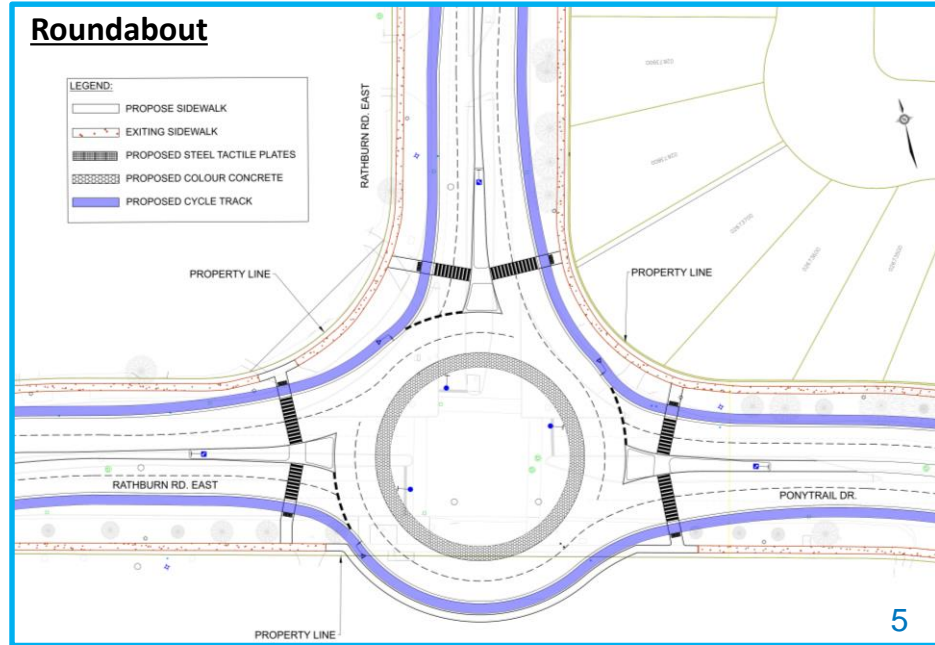 Roundabout
LEGEND:
PROPOSE SIDEWALK
EXITING SIDEWALK
PROPOSED STEEL TACTILE PLATES
PROPOSED COLOUR CONCRETE
PROPOSED CYCLE TRACK
RATHBURN RD. EAST
PROPERTY LINE
PROPERTY LINE
RATHBURN RD. EAST
PONYTRAIL DR.
PROPERTY LINE
5